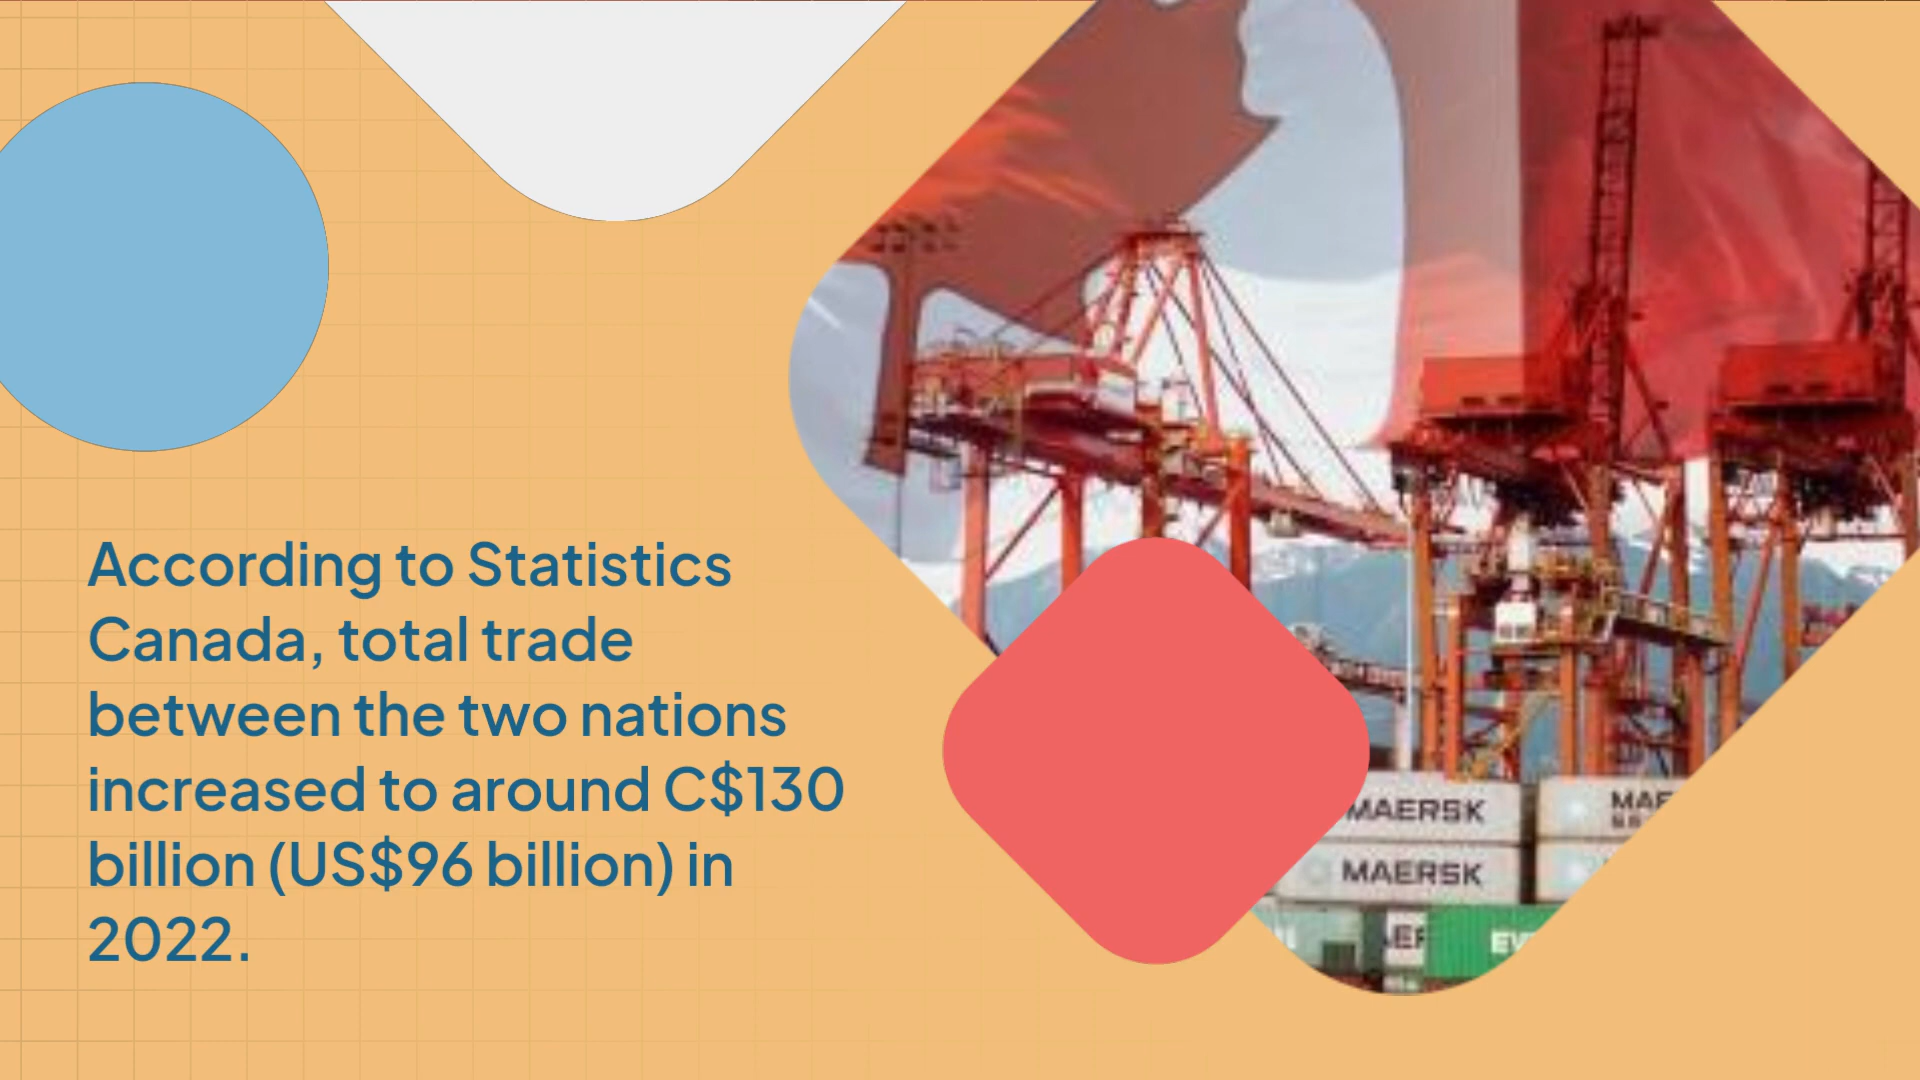 According to Statistics
Canada, total trade
between the two nations
increased to around C$130
billion (US$96 billion) in
2022.
MAERSK
MAERSK